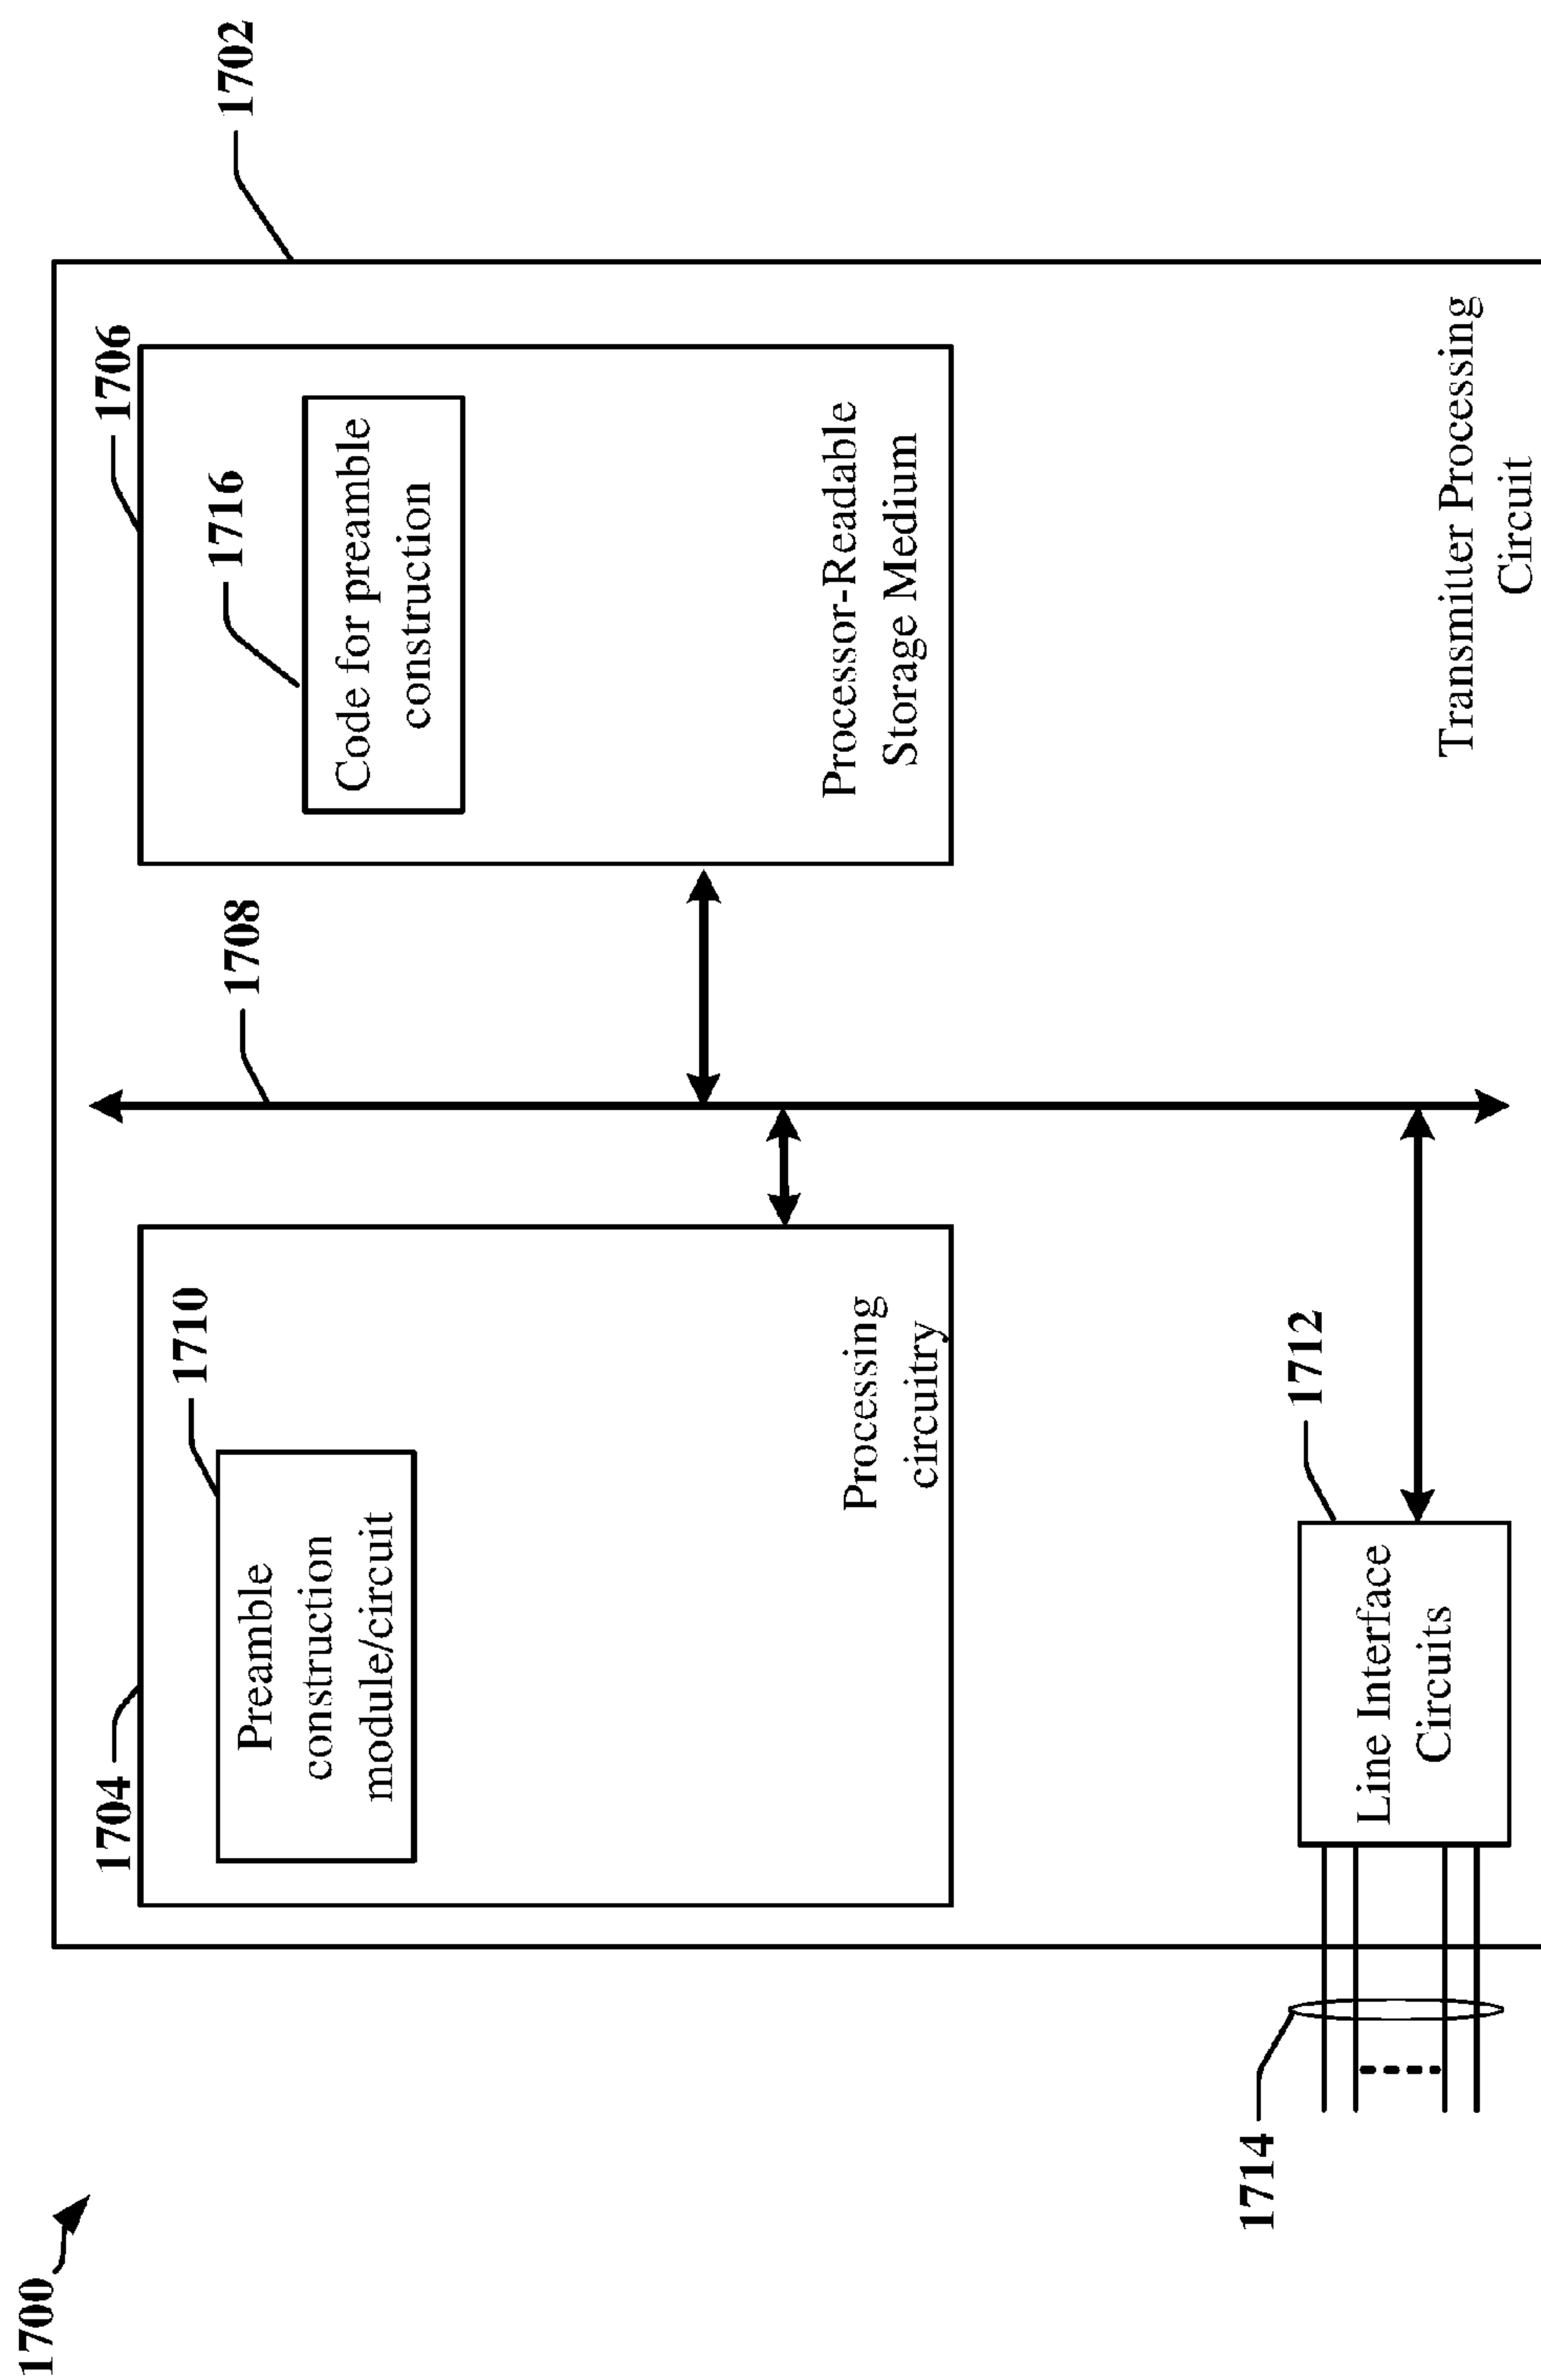 1700
1702
1704
1710
Preamble
construction
module/circuit
Processing
circuitry
1708
1706
1716
Code for preamble
construction
Processor-Readable
Storage Medium
1714
1712
Line Interface
Circuits
Transmitter Processing
Circuit